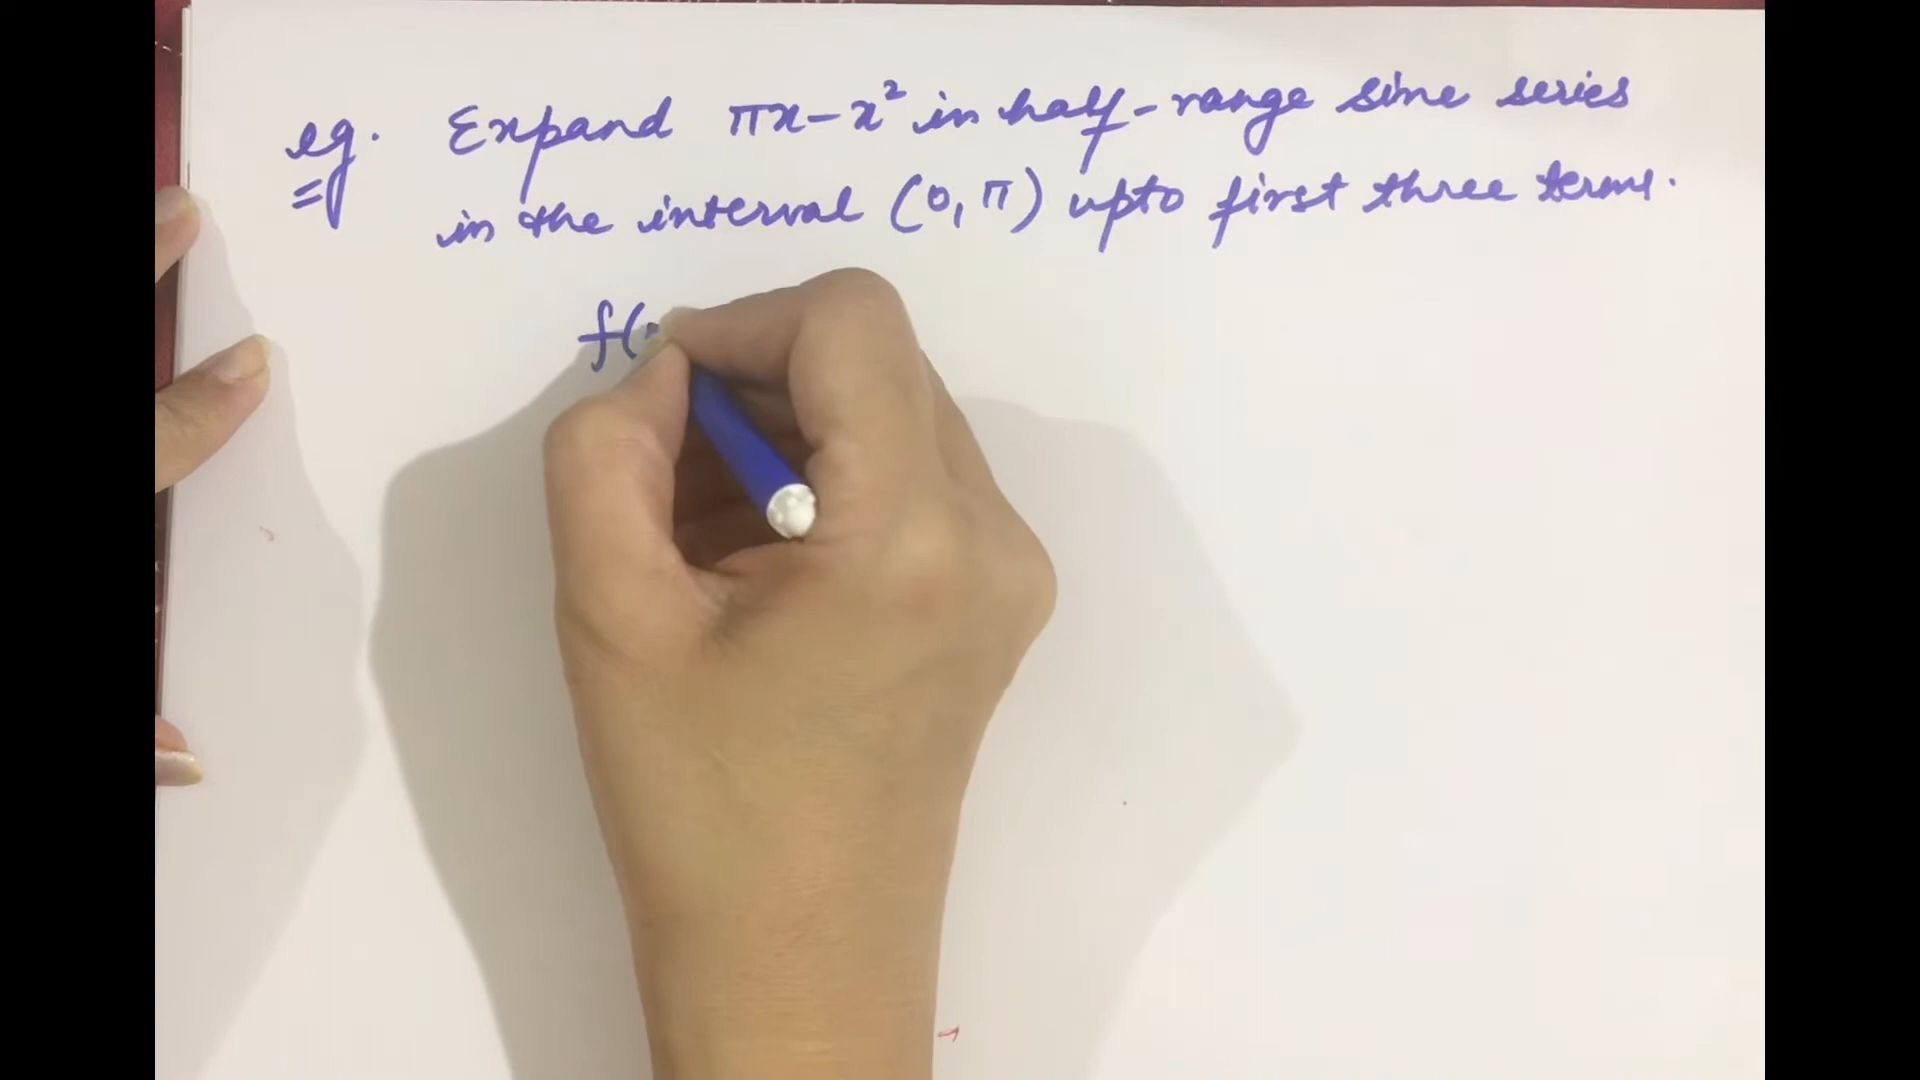 eg. Expand πx-x² in half-range sine series
in the interval (0, π) upto first three terms.
f(